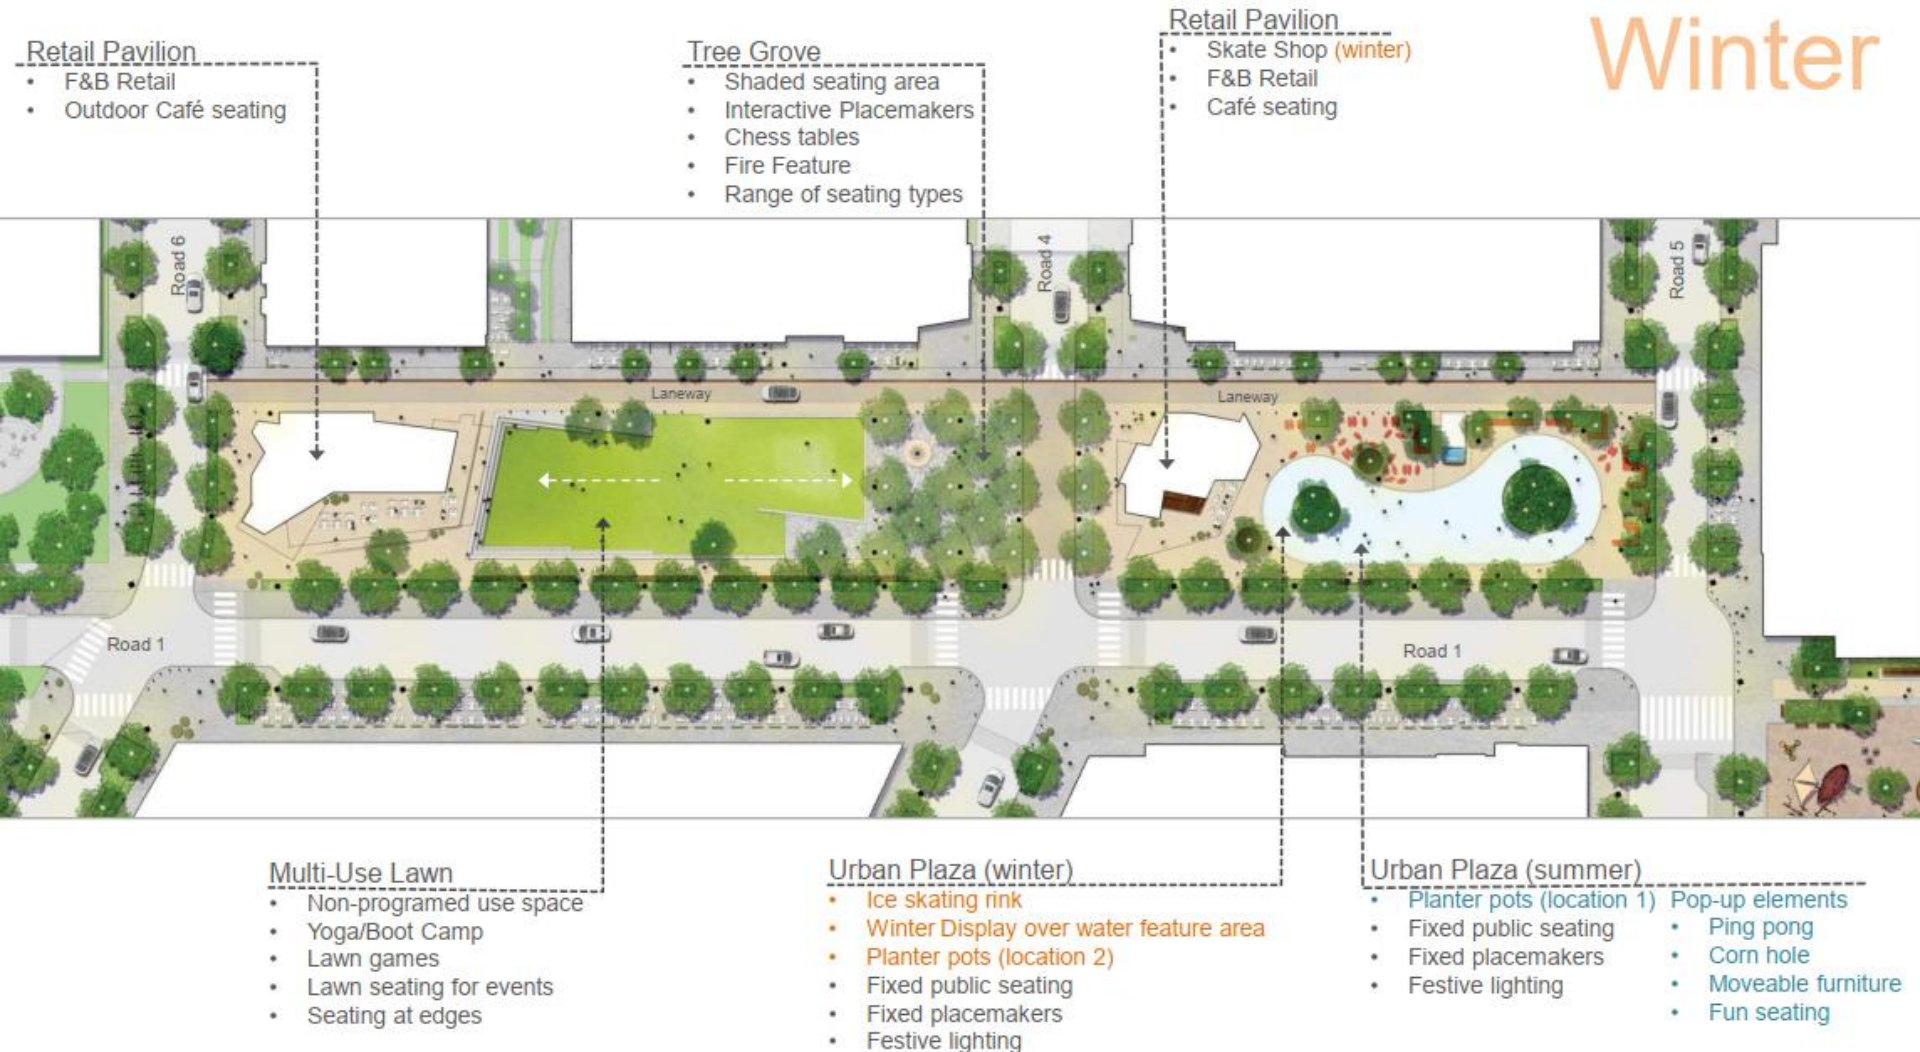 Winter
Retail Pavilion
• F&B Retail
• Outdoor Café seating
Tree Grove
• Shaded seating area
• Interactive Placemakers
• Chess tables
• Fire Feature
• Range of seating types
Retail Pavilion
• Skate Shop (winter)
• F&B Retail
• Café seating
Road 6
Road 4
Road 5
Laneway
Laneway
Road 1
Road 1
Multi-Use Lawn
• Non-programed use space
• Yoga/Boot Camp
• Lawn games
• Lawn seating for events
• Seating at edges
Urban Plaza (winter)
• Ice skating rink
• Winter Display over water feature area
• Planter pots (location 2)
• Fixed public seating
• Fixed placemakers
• Festive lighting
Urban Plaza (summer)
• Planter pots (location 1)
• Fixed public seating
• Fixed placemakers
• Festive lighting
Pop-up elements
• Ping pong
• Corn hole
• Moveable furniture
• Fun seating